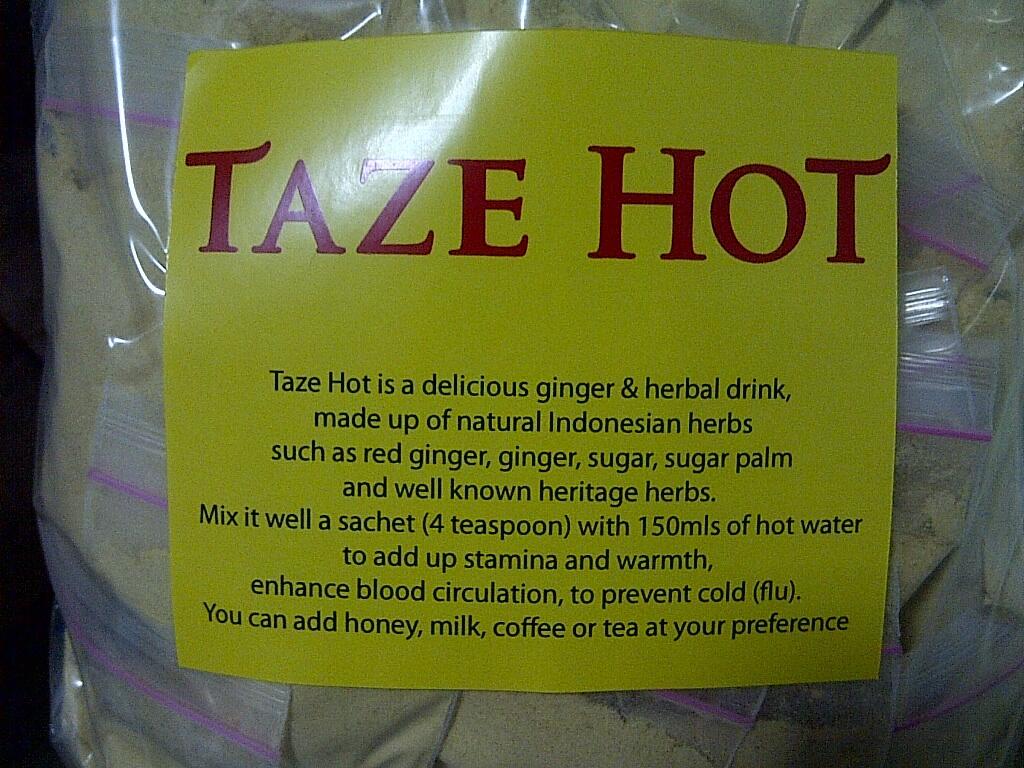 TAZE HOT
Taze Hot is a delicious ginger & herbal drink,
made up of natural Indonesian herbs
such as red ginger, ginger, sugar, sugar palm
and well known heritage herbs.
Mix it well a sachet (4 teaspoon) with 150mls of hot water
to add up stamina and warmth,
enhance blood circulation, to prevent cold (flu).
You can add honey, milk, coffee or tea at your preference